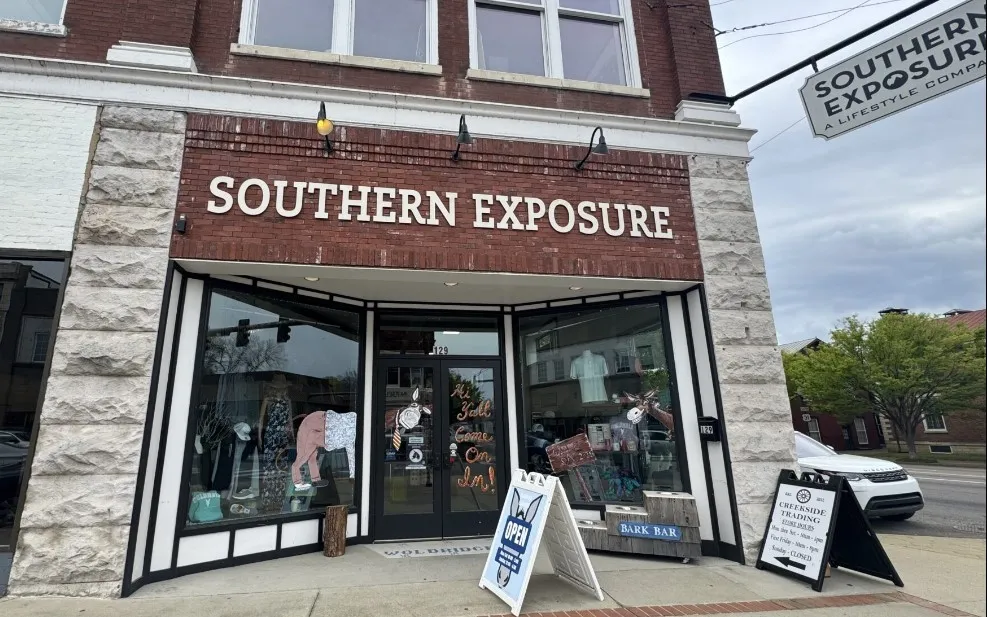 SOUTHERN
EXPOSURE
A LIFESTYLE COMPA
SOUTHERN EXPOSURE
129
Hi
Y'all
Come
On
In!
129
OPEN
BARK BAR
WOLDRIDG
CREEKSIDE
TRADING
STORE HOURS
Sunday - CLOSED